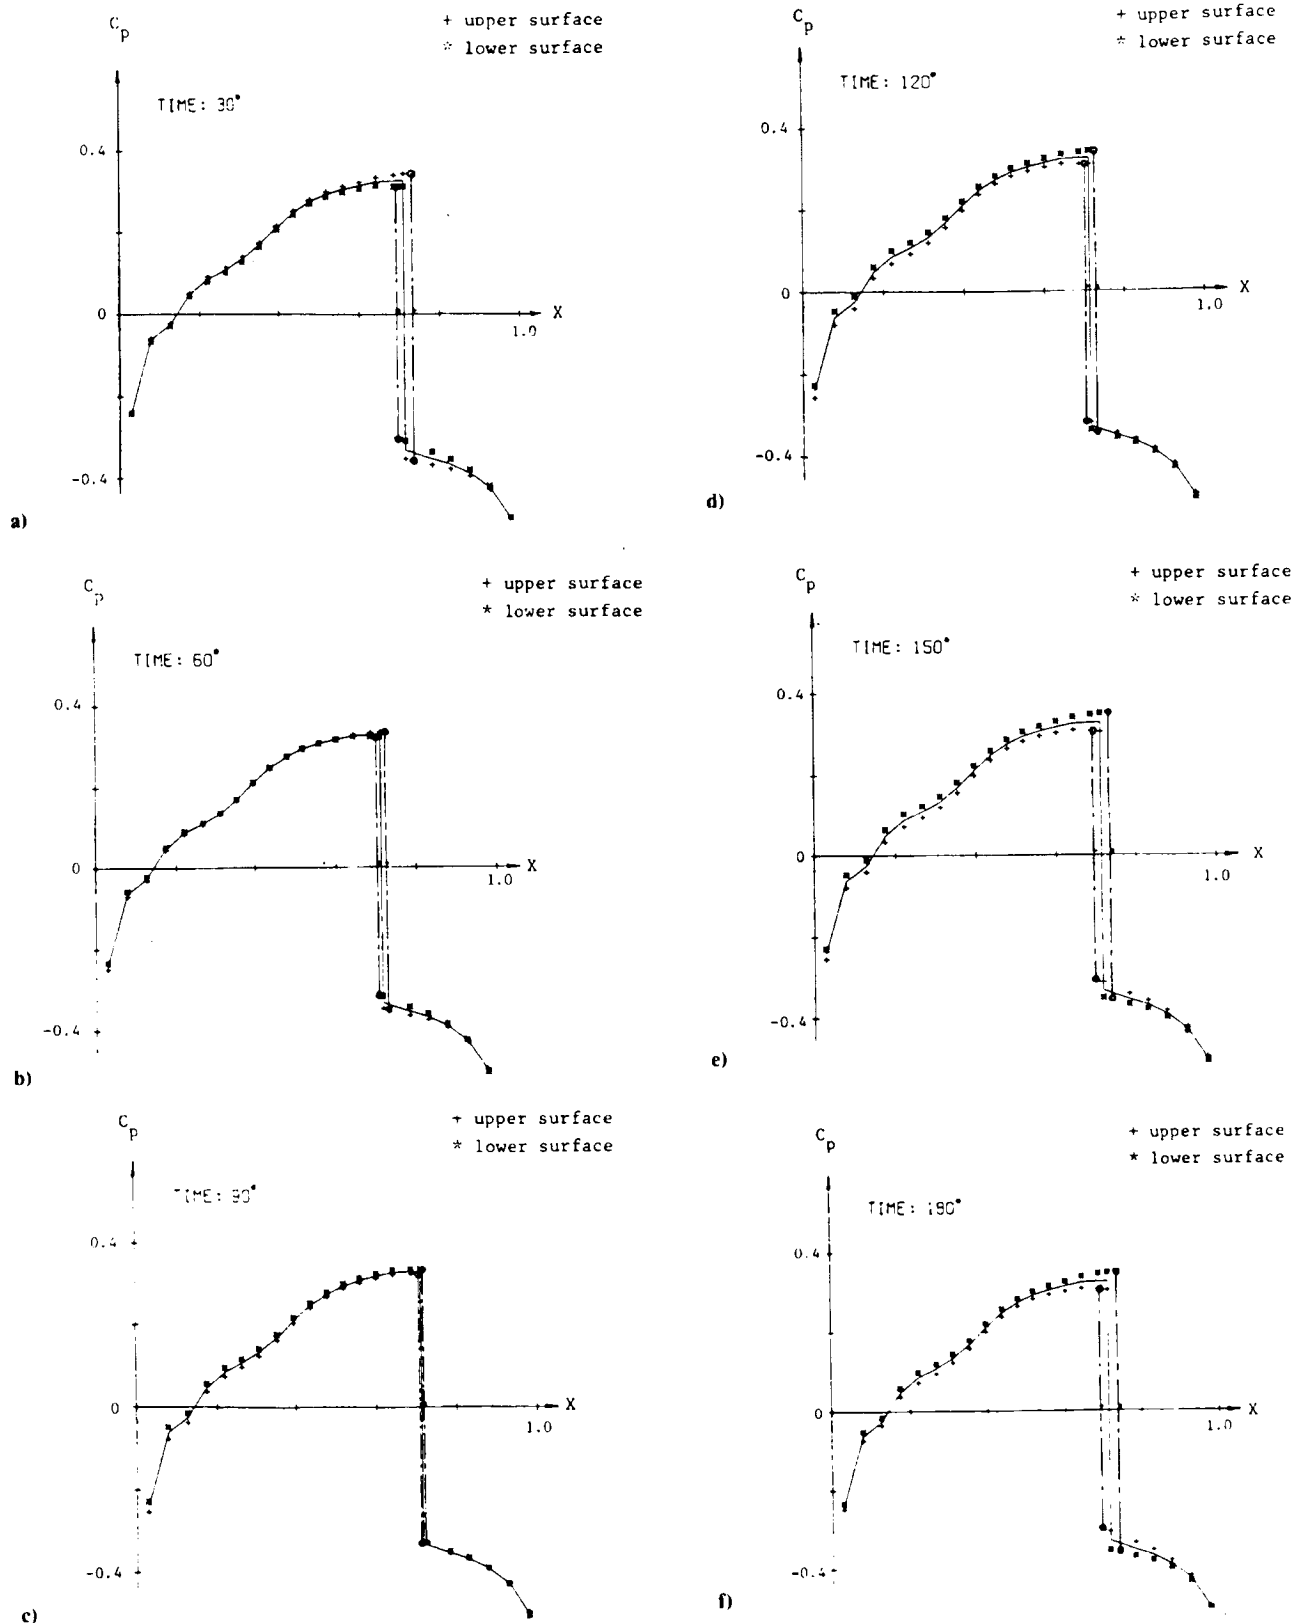 C_p
+ upper surface
* lower surface
TIME: 30°
0.4
0
X
1.0
-0.4
a)
C_p
+ upper surface
* lower surface
TIME: 60°
0.4
0
X
1.0
-0.4
b)
C_p
+ upper surface
* lower surface
TIME: 90°
0.4
0
X
1.0
-0.4
c)
C_p
+ upper surface
* lower surface
TIME: 120°
0.4
0
X
1.0
-0.4
d)
C_p
+ upper surface
* lower surface
TIME: 150°
0.4
0
X
1.0
-0.4
e)
C_p
+ upper surface
* lower surface
TIME: 180°
0.4
0
X
1.0
-0.4
f)